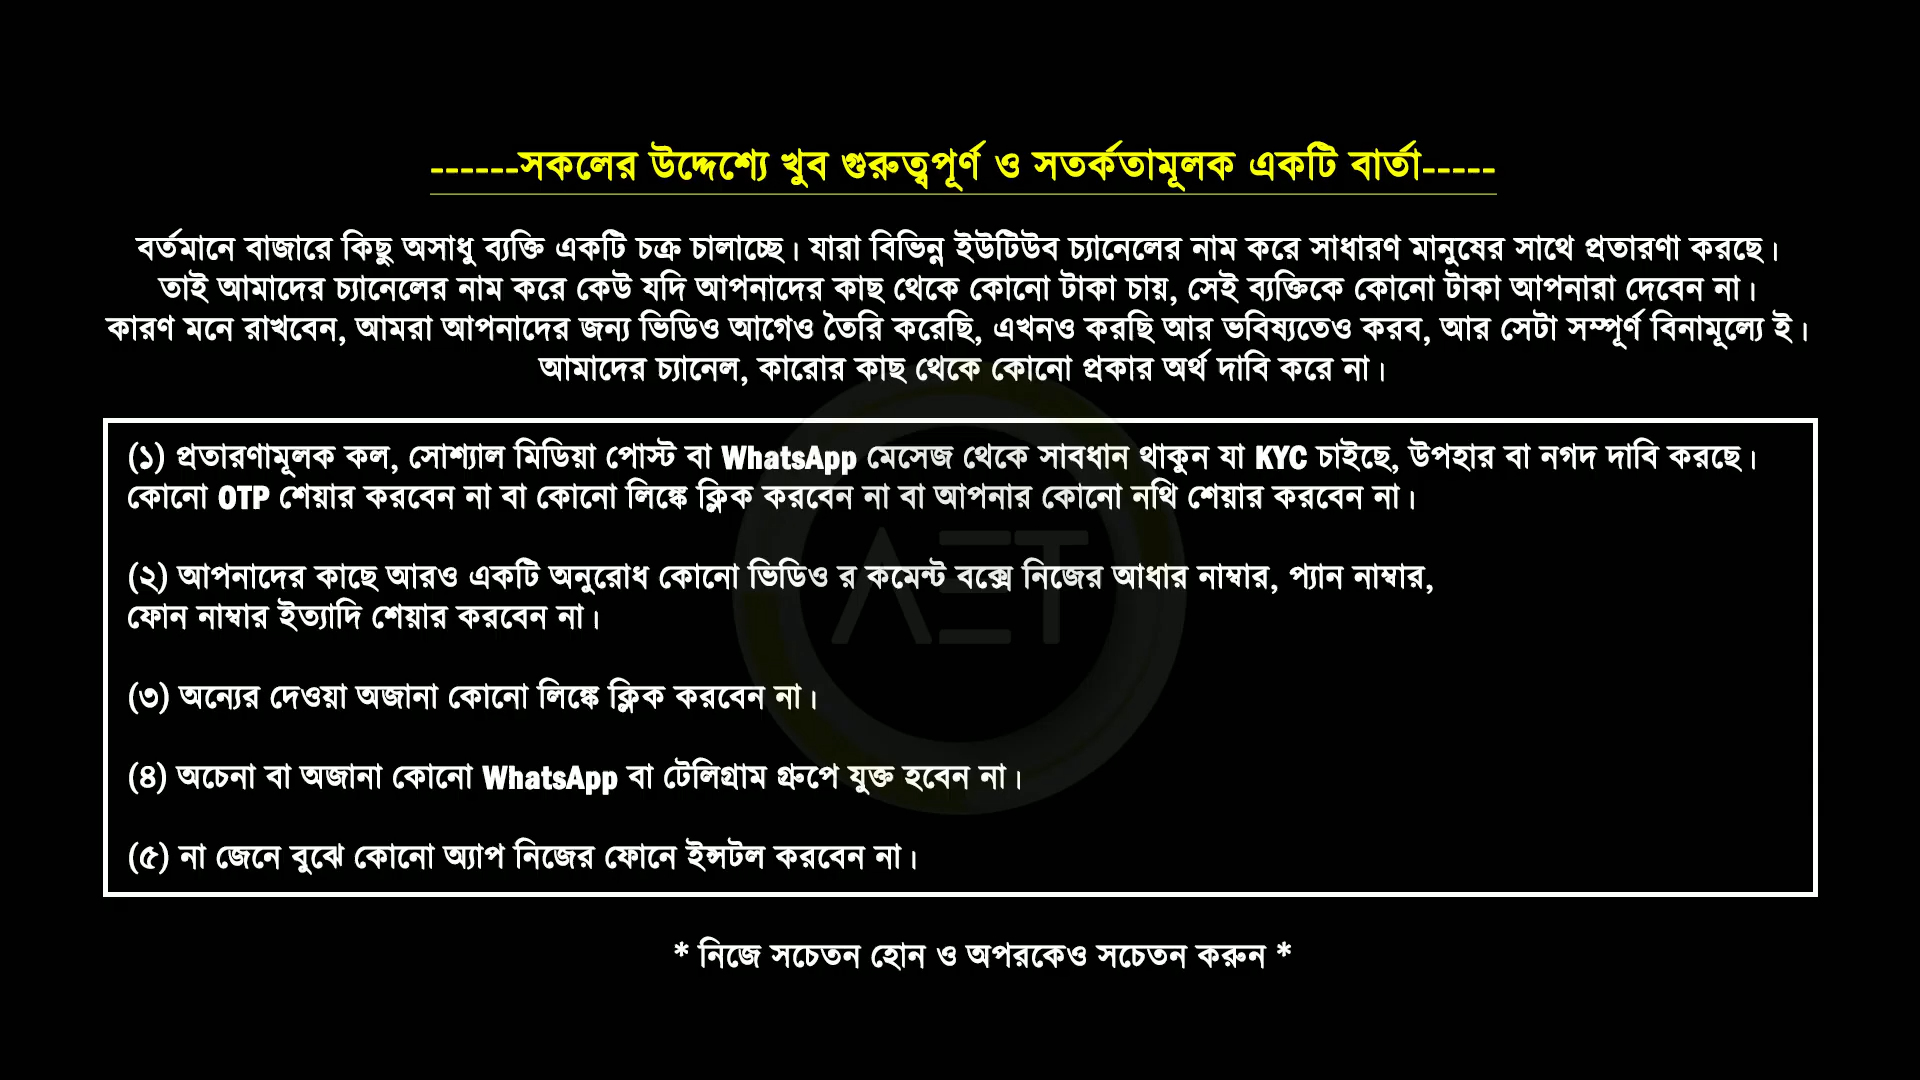 ------সকলের উদ্দেশ্যে খুব গুরুত্বপূর্ণ ও সতর্কতামূলক একটি বার্তা-----
বর্তমানে বাজারে কিছু অসাধু ব্যক্তি একটি চক্র চালাচ্ছে। যারা বিভিন্ন ইউটিউব চ্যানেলের নাম করে সাধারণ মানুষের সাথে প্রতারণা করছে।
তাই আমাদের চ্যানেলের নাম করে কেউ যদি আপনাদের কাছ থেকে কোনো টাকা চায়, সেই ব্যক্তিকে কোনো টাকা আপনারা দেবেন না।
কারণ মনে রাখবেন, আমরা আপনাদের জন্য ভিডিও আগেও তৈরি করেছি, এখনও করছি আর ভবিষ্যতেও করব, আর সেটা সম্পূর্ণ বিনামূল্যে ই।
আমাদের চ্যানেল, কারোর কাছ থেকে কোনো প্রকার অর্থ দাবি করে না।
(১) প্রতারণামূলক কল, সোশ্যাল মিডিয়া পোস্ট বা WhatsApp মেসেজ থেকে সাবধান থাকুন যা KYC চাইছে, উপহার বা নগদ দাবি করছে।
কোনো OTP শেয়ার করবেন না বা কোনো লিঙ্কে ক্লিক করবেন না বা আপনার কোনো নথি শেয়ার করবেন না।
(২) আপনাদের কাছে আরও একটি অনুরোধ কোনো ভিডিও র কমেন্ট বক্সে নিজের আধার নাম্বার, প্যান নাম্বার,
ফোন নাম্বার ইত্যাদি শেয়ার করবেন না।
(৩) অন্যের দেওয়া অজানা কোনো লিঙ্কে ক্লিক করবেন না।
(৪) অচেনা বা অজানা কোনো WhatsApp বা টেলিগ্রাম গ্রুপে যুক্ত হবেন না।
(৫) না জেনে বুঝে কোনো অ্যাপ নিজের ফোনে ইন্সটল করবেন না।
* নিজে সচেতন হোন ও অপরকেও সচেতন করুন *
AET